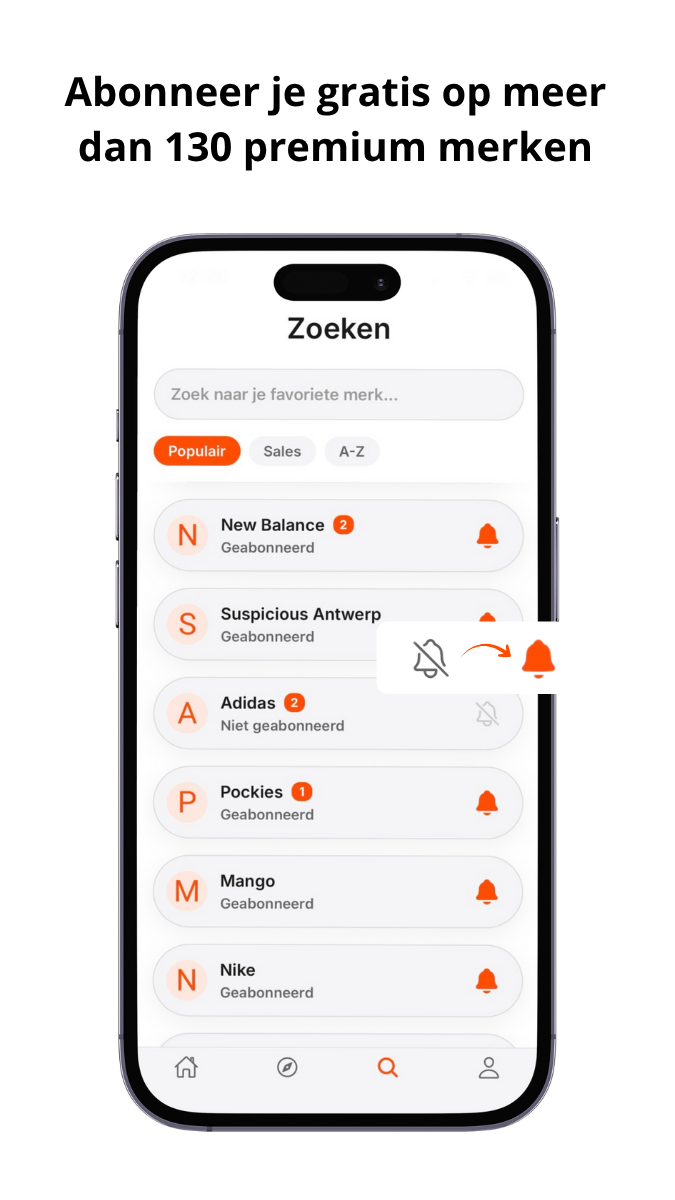 Abonneer je gratis op meer
dan 130 premium merken
Zoeken
Zoek naar je favoriete merk...
Populair Sales A-Z
N New Balance 2
Geabonneerd
S Suspicious Antwerp
Geabonneerd
A Adidas 2
Niet geabonneerd
P Pockies 1
Geabonneerd
M Mango
Geabonneerd
N Nike
Geabonneerd